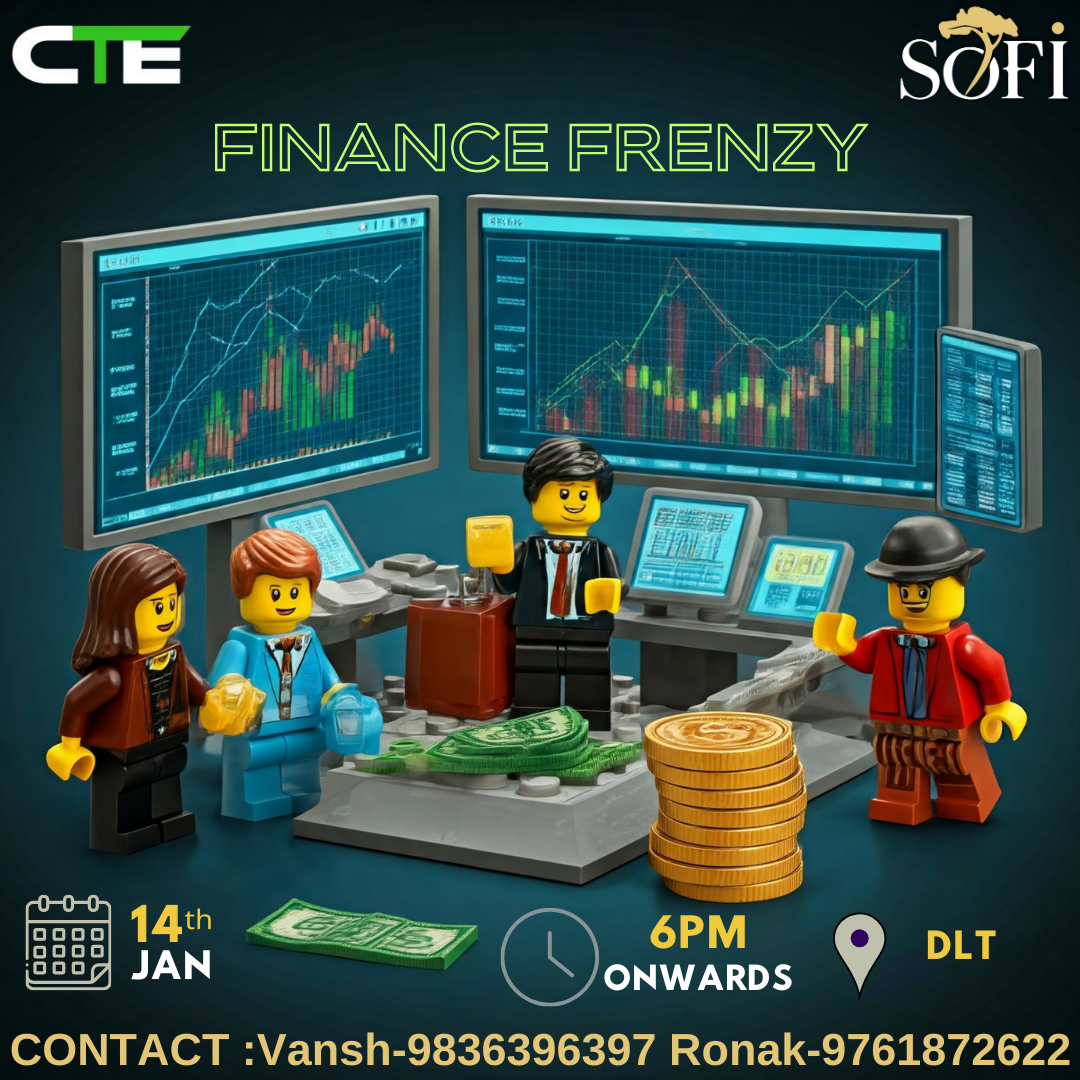 CTE
SOFI
FINANCE FRENZY
14th
JAN
6PM
ONWARDS
DLT
CONTACT :Vansh-9836396397 Ronak-9761872622